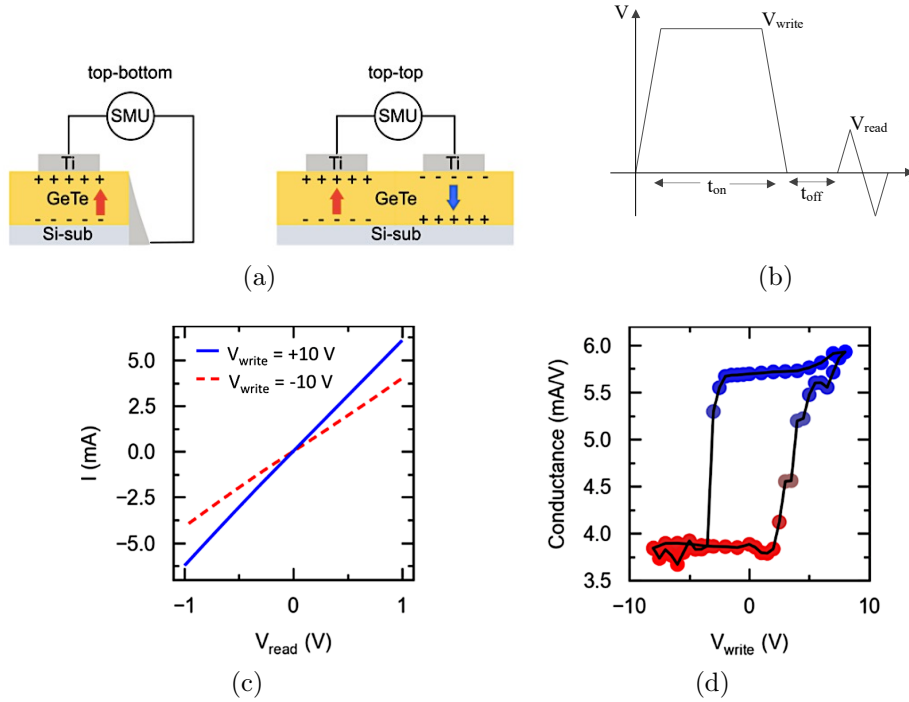 top-bottom
SMU
Ti
+ + + + +
GeTe
- - - - -
Si-sub
top-top
SMU
Ti
Ti
+ + + + +
- - - - -
GeTe
- - - - -
+ + + + +
Si-sub
(a)
V
V_write
V_read
t_on
t_off
(b)
V_write = +10 V
V_write = -10 V
5.0
2.5
0.0
−2.5
−5.0
I (mA)
−1
0
1
V_read (V)
(c)
6.0
5.5
5.0
4.5
4.0
3.5
Conductance (mA/V)
−10
0
10
V_write (V)
(d)